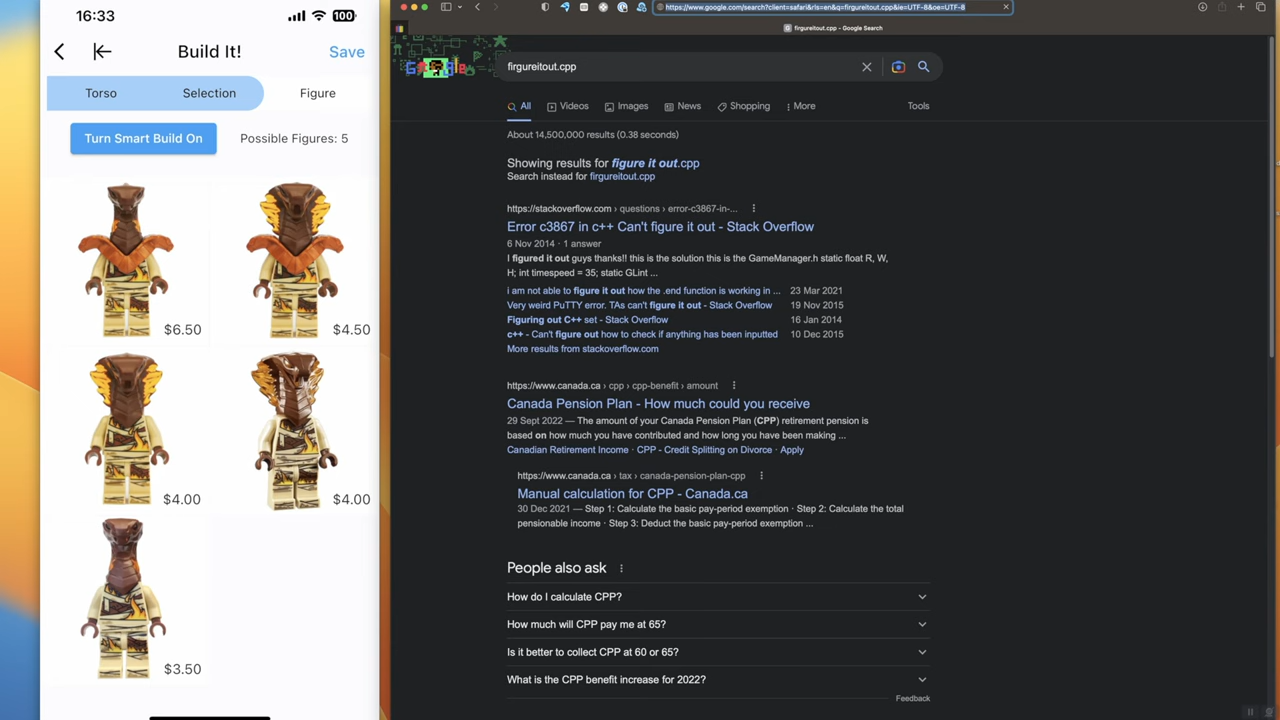 16:33
100
Build It!
Save
Torso
Selection
Figure
Turn Smart Build On
Possible Figures: 5
$6.50
$4.50
$4.00
$4.00
$3.50
https://www.google.com/search?client=safari&rls=en&q=firgureitout.cpp&ie=UTF-8&oe=UTF-8
firgureitout.cpp - Google Search
firgureitout.cpp
All
Videos
Images
News
Shopping
More
Tools
About 14,500,000 results (0.38 seconds)
Showing results for figure it out.cpp
Search instead for firgureitout.cpp
https://stackoverflow.com › questions › error-c3867-in-...
Error c3867 in c++ Can't figure it out - Stack Overflow
6 Nov 2014 · 1 answer
I figured it out guys thanks!! this is the solution this is the GameManager.h static float R, W,
H; int timespeed = 35; static GLint ...
i am not able to figure it out how the .end function is working in ... 23 Mar 2021
Very weird PuTTY error. TAs can't figure it out - Stack Overflow 19 Nov 2015
Figuring out C++ set - Stack Overflow 16 Jan 2014
c++ - Can't figure out how to check if anything has been inputted 10 Dec 2015
More results from stackoverflow.com
https://www.canada.ca › cpp › cpp-benefit › amount
Canada Pension Plan - How much could you receive
29 Sept 2022 — The amount of your Canada Pension Plan (CPP) retirement pension is
based on how much you have contributed and how long you have been making ...
Canadian Retirement Income · CPP - Credit Splitting on Divorce · Apply
https://www.canada.ca › tax › canada-pension-plan-cpp
Manual calculation for CPP - Canada.ca
30 Dec 2021 — Step 1: Calculate the basic pay-period exemption · Step 2: Calculate the total
pensionable income · Step 3: Deduct the basic pay-period exemption ...
People also ask
How do I calculate CPP?
How much will CPP pay me at 65?
Is it better to collect CPP at 60 or 65?
What is the CPP benefit increase for 2022?
Feedback